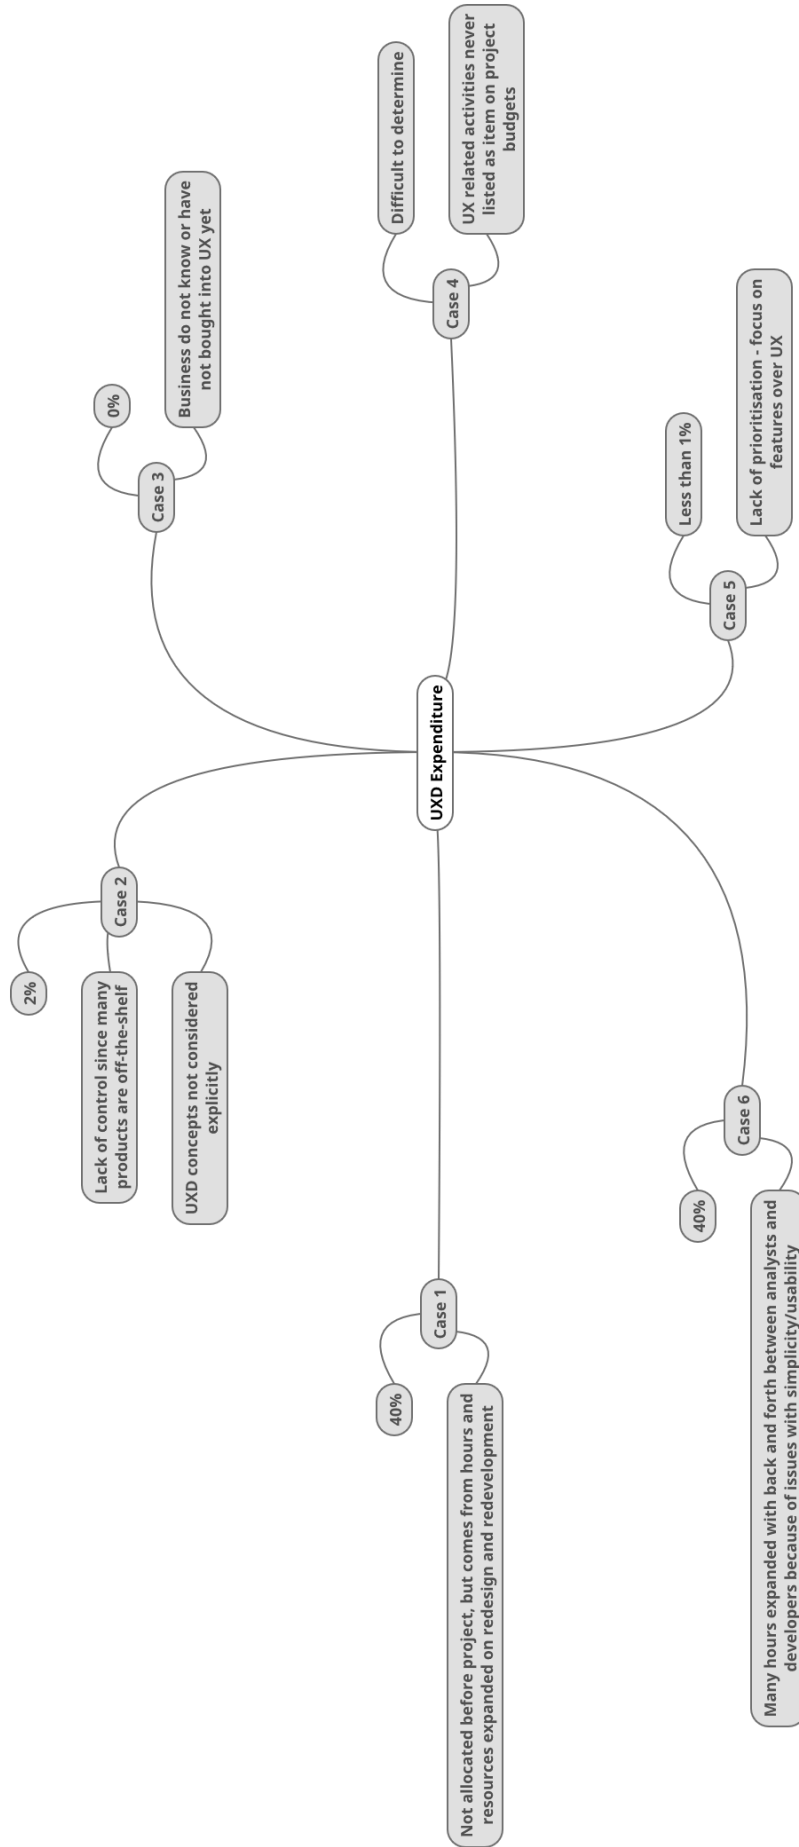 UXD Expenditure
Case 1
40%
Not allocated before project, but comes from hours and
resources expanded on redesign and redevelopment
Case 2
2%
Lack of control since many
products are off-the-shelf
UXD concepts not considered
explicitly
Case 3
0%
Business do not know or have
not bought into UX yet
Case 4
Difficult to determine
UX related activities never
listed as item on project
budgets
Case 5
Less than 1%
Lack of prioritisation - focus on
features over UX
Case 6
40%
Many hours expanded with back and forth between analysts and
developers because of issues with simplicity/usability